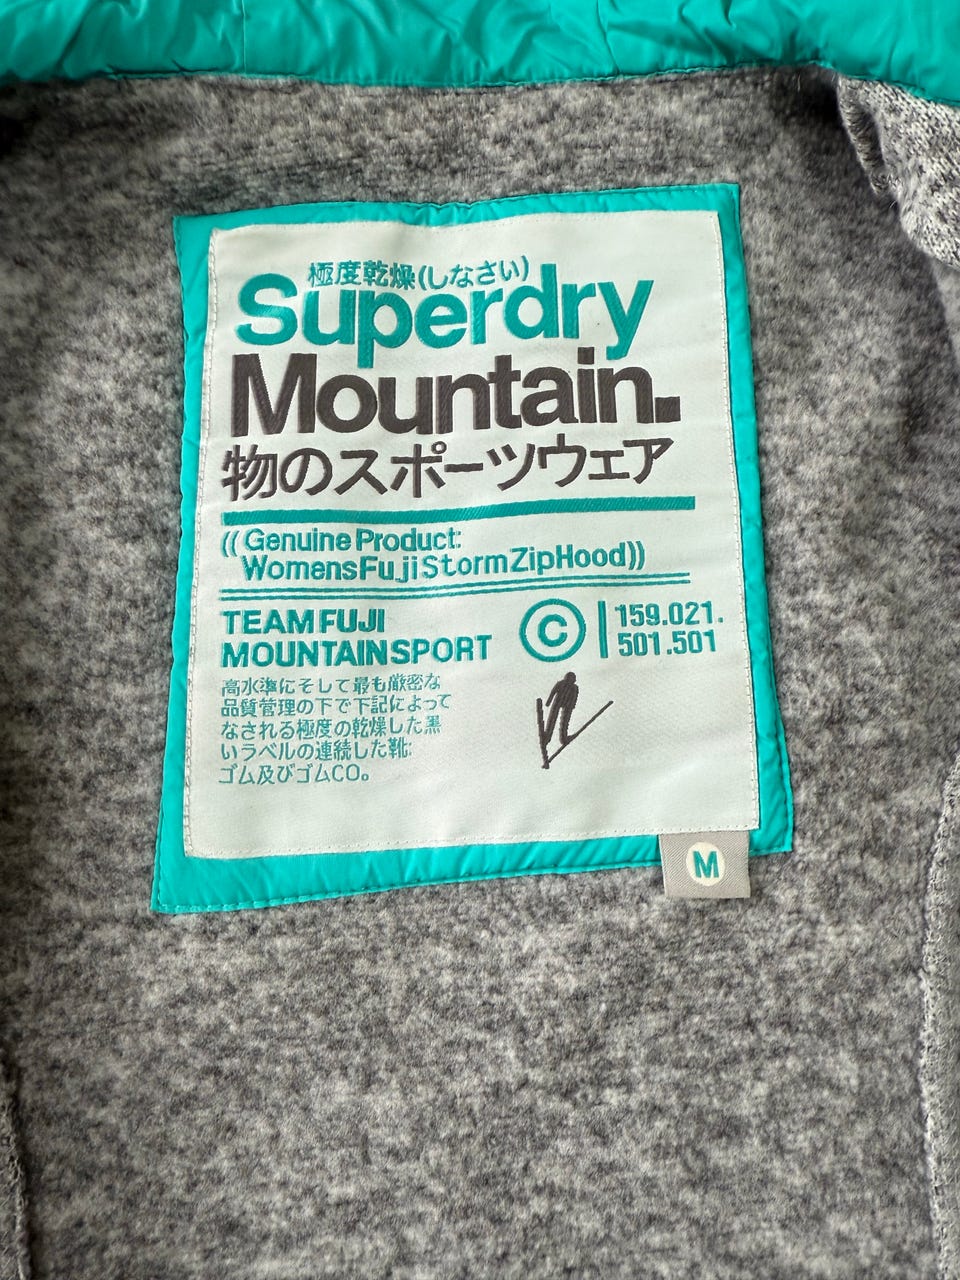 極度乾燥(しなさい)
Superdry
Mountain.
物のスポーツウェア
((Genuine Product:
WomensFujiStormZipHood))
TEAMFUJI
MOUNTAINSPORT
© 159.021.
501.501
高水準にそして最も厳密な
品質管理の下で下記によって
なされる極度の乾燥した黒
いラベルの連続した靴:
ゴム及びゴムCO。
M